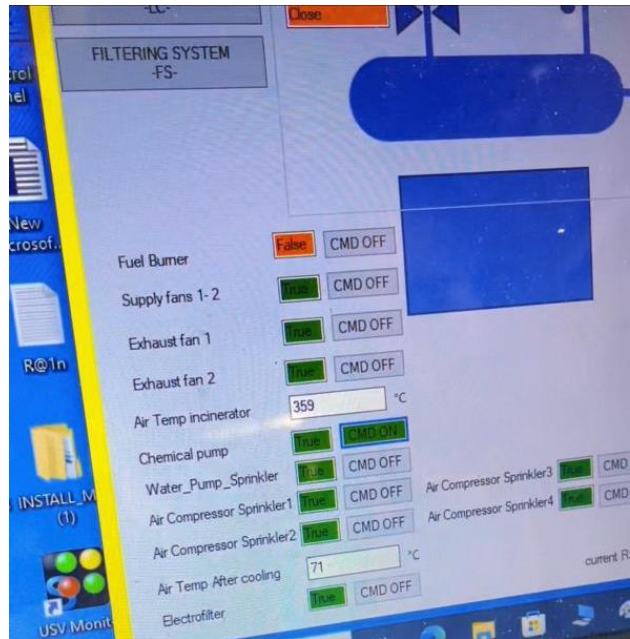 -LC-
Close
FILTERING SYSTEM
-FS-
New
R@1n
(1)
USV Monit
Fuel Burner False CMD OFF
Supply fans 1- 2 True CMD OFF
Exhaust fan 1 True CMD OFF
Exhaust fan 2 True CMD OFF
Air Temp incinerator 359 °C
Chemical pump True CMD ON
Water_Pump_Sprinkler True CMD OFF
Air Compressor Sprinkler1 True CMD OFF
Air Compressor Sprinkler2 True CMD OFF
Air Compressor Sprinkler3 True CMD
Air Compressor Sprinkler4 True CMD
Air Temp After cooling 71 °C
current R
Electrofilter True CMD OFF
INSTALL_M